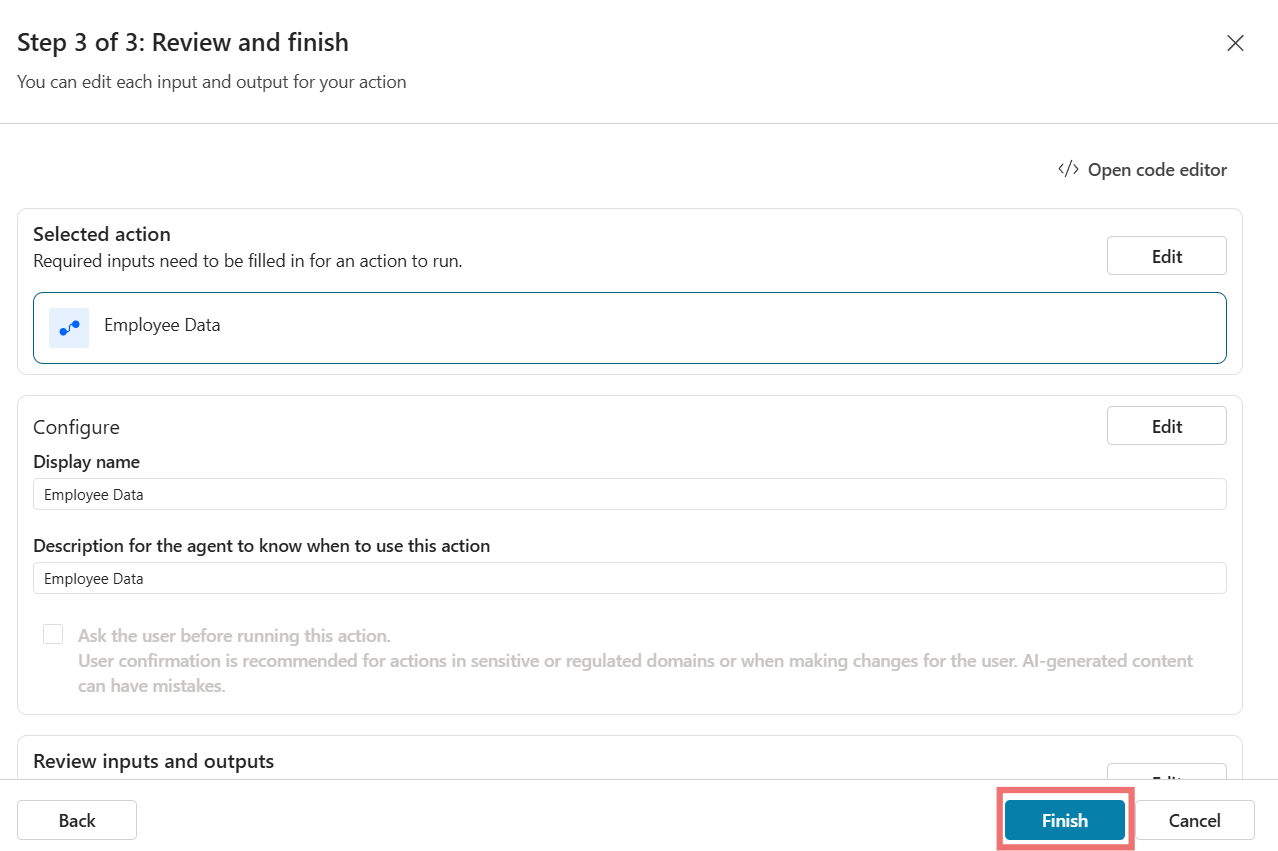 Step 3 of 3: Review and finish
You can edit each input and output for your action
</> Open code editor
Selected action
Required inputs need to be filled in for an action to run.
Edit
Employee Data
Configure
Edit
Display name
Employee Data
Description for the agent to know when to use this action
Employee Data
Ask the user before running this action.
User confirmation is recommended for actions in sensitive or regulated domains or when making changes for the user. AI-generated content
can have mistakes.
Review inputs and outputs
Edit
Back
Finish
Cancel